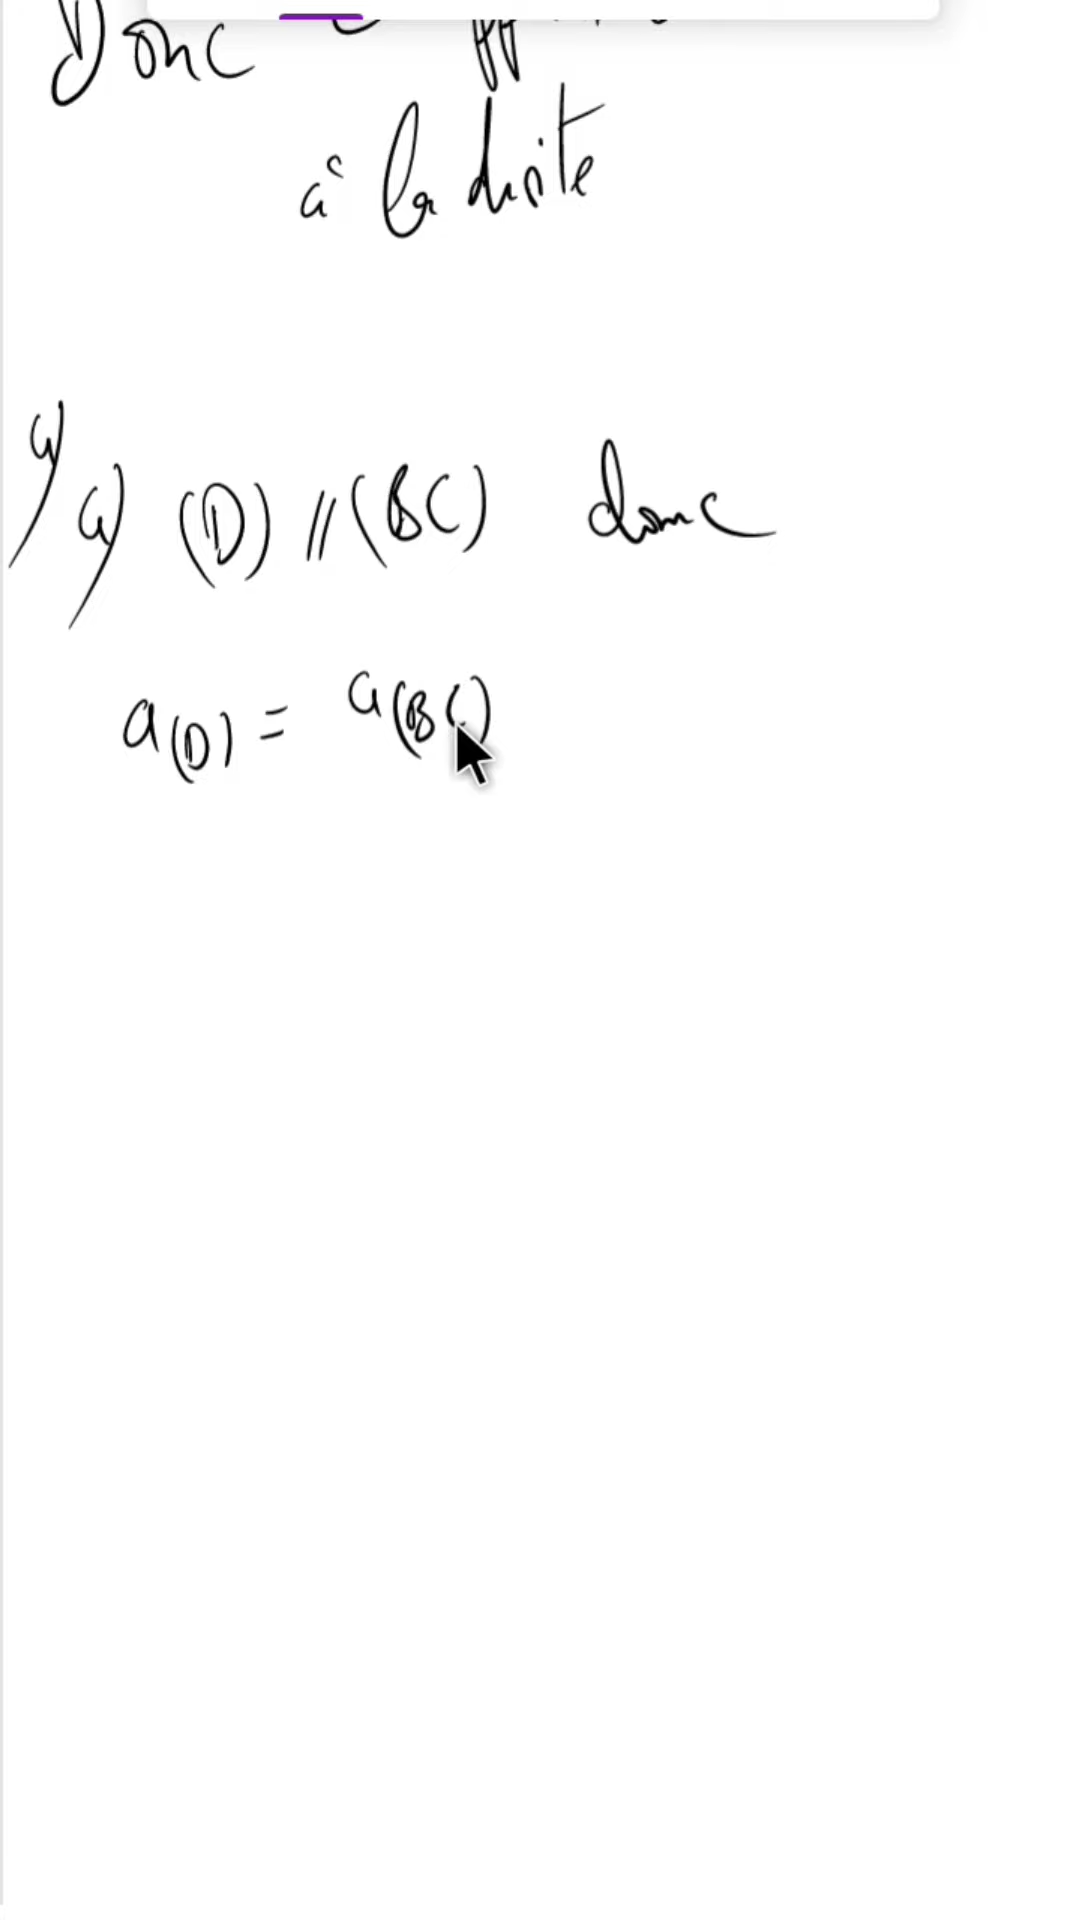 Donc
à la droite
4) a) (D) // (BC) donc
a(D) = a(BC)